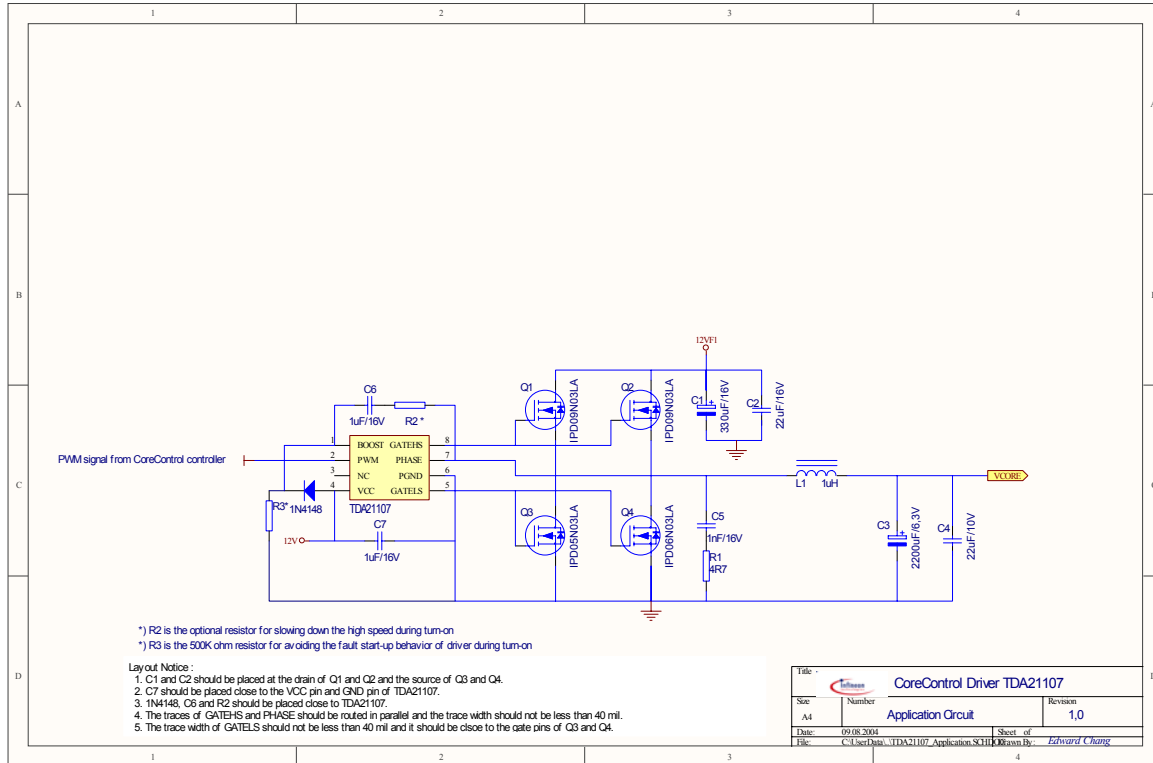 1 2 3 4
A A
B
C
D
12VF1
Q1 Q2
IPD09N03LA IPD09N03LA
C1 330uF/16V
C2 22uF/16V
C6
1uF/16V
R2 *
1 BOOST GATEHS 8
2 PWM PHASE 7
3 NC PGND 6
4 VCC GATELS 5
TDA21107
PWM signal from CoreControl controller
R3*
1N4148
12V
C7
1uF/16V
Q3 Q4
IPD05N03LA IPD06N03LA
L1 1uH
VCORE
C5
1nF/16V
R1
4R7
C3 2200uF/6,3V
C4 22uF/10V
*) R2 is the optional resistor for slowing down the high speed during turn-on
*) R3 is the 500K ohm resistor for avoiding the fault start-up behavior of driver during turn-on
Layout Notice :
1. C1 and C2 should be placed at the drain of Q1 and Q2 and the source of Q3 and Q4.
2. C7 should be placed close to the VCC pin and GND pin of TDA21107.
3. 1N4148, C6 and R2 should be placed close to TDA21107.
4. The traces of GATEHS and PHASE should be routed in parallel and the trace width should not be less than 40 mil.
5. The trace width of GATELS should not be less than 40 mil and it should be clsoe to the gate pins of Q3 and Q4.
Title
Infineon
CoreControl Driver TDA21107
Size Number Revision
A4 Application Circuit 1,0
Date: 09.08.2004 Sheet of
File: C:\UserData\..\TDA21107_Application.SCHDOC Drawn By: Edward Chang
1 2 3 4